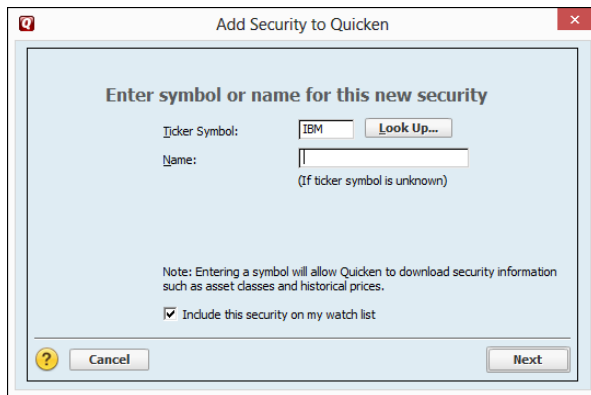 Add Security to Quicken
Enter symbol or name for this new security
Ticker Symbol: IBM Look Up...
Name:
(If ticker symbol is unknown)
Note: Entering a symbol will allow Quicken to download security information
such as asset classes and historical prices.
Include this security on my watch list
? Cancel Next